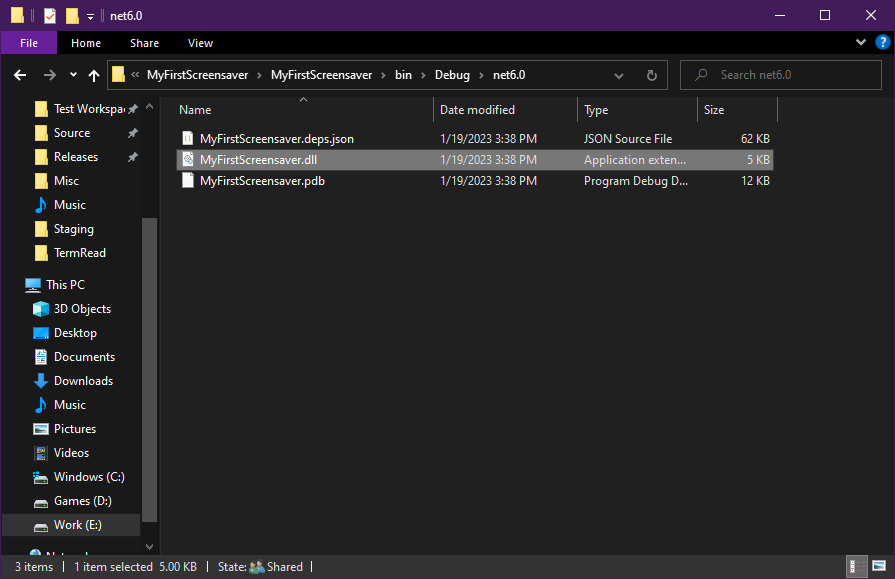 net6.0
File Home Share View
« MyFirstScreensaver › MyFirstScreensaver › bin › Debug › net6.0 Search net6.0
Test Workspa
Source
Releases
Misc
Music
Staging
TermRead
This PC
3D Objects
Desktop
Documents
Downloads
Music
Pictures
Videos
Windows (C:)
Games (D:)
Work (E:)
Name Date modified Type Size
MyFirstScreensaver.deps.json 1/19/2023 3:38 PM JSON Source File 62 KB
MyFirstScreensaver.dll 1/19/2023 3:38 PM Application exten... 5 KB
MyFirstScreensaver.pdb 1/19/2023 3:38 PM Program Debug D... 12 KB
3 items 1 item selected 5.00 KB State: Shared